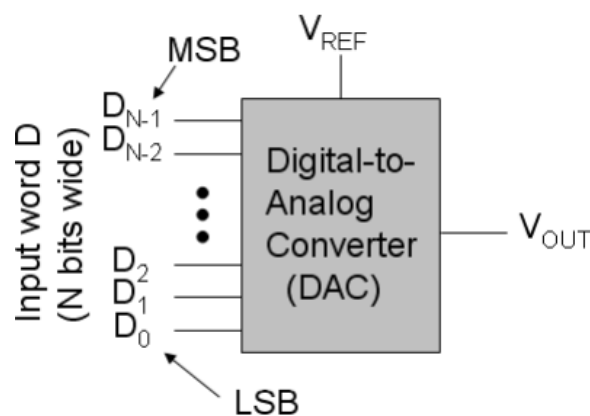 V_REF
MSB
D_N-1
D_N-2
Input word D
(N bits wide)
Digital-to-
Analog
Converter
(DAC)
V_OUT
D_2
D_1
D_0
LSB